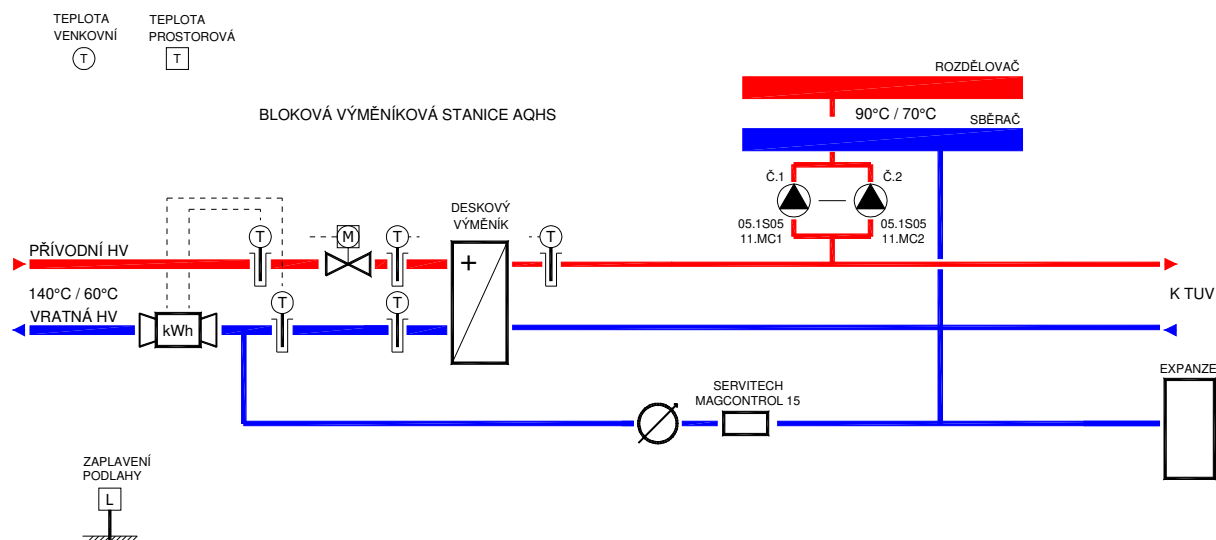 TEPLOTA
VENKOVNÍ
T
TEPLOTA
PROSTOROVÁ
T
BLOKOVÁ VÝMĚNÍKOVÁ STANICE AQHS
ROZDĚLOVAČ
90°C / 70°C
SBĚRAČ
Č.1
Č.2
05.1S05
11.MC1
05.1S05
11.MC2
DESKOVÝ
VÝMĚNÍK
+
T
M
T
T
PŘÍVODNÍ HV
140°C / 60°C
VRATNÁ HV
kWh
T
T
K TUV
EXPANZE
SERVITECH
MAGCONTROL 15
ZAPLAVENÍ
PODLAHY
L